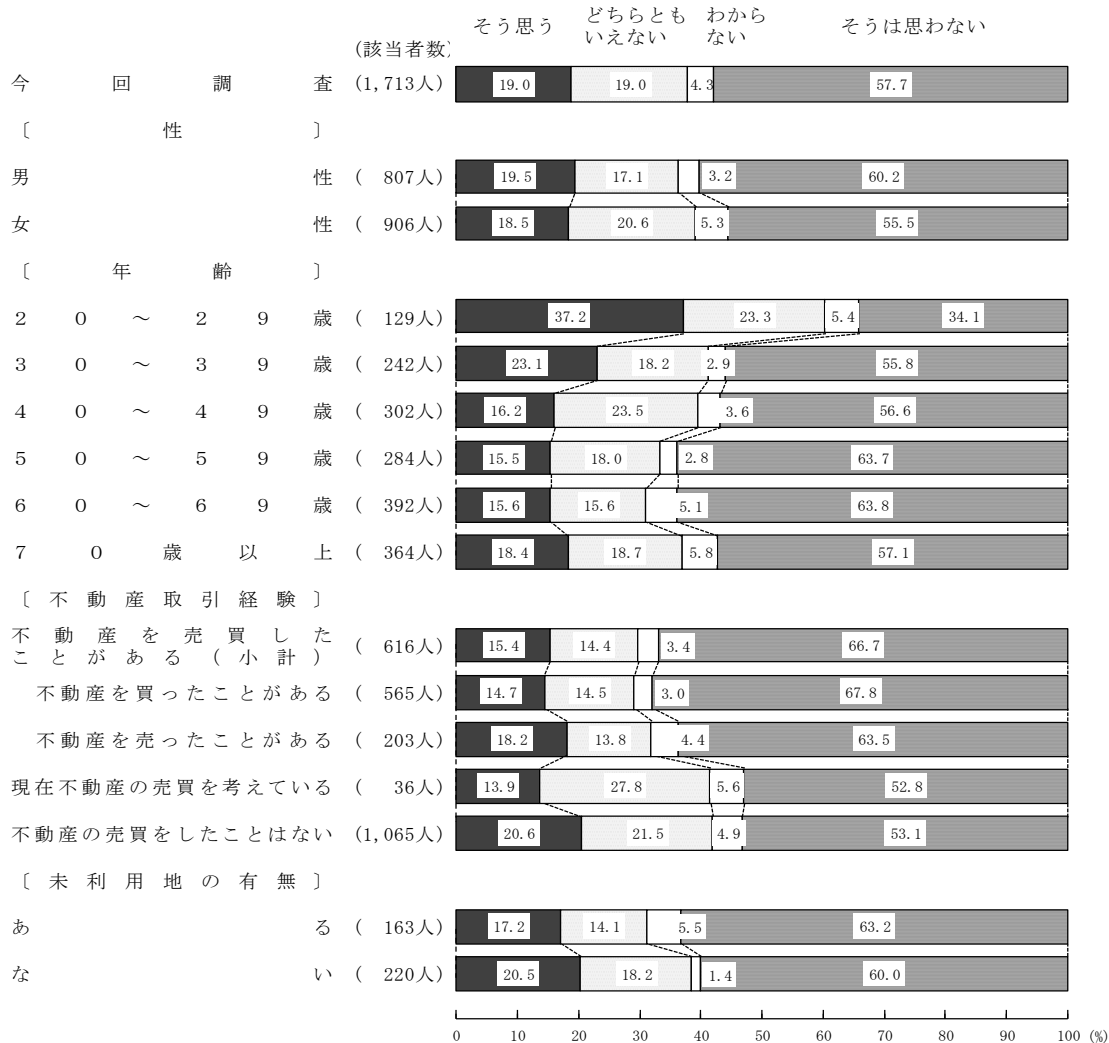 そう思う
どちらとも
いえない
わから
ない
そうは思わない
(該当者数)
今回調査 (1,713人) 19.0 19.0 4.3 57.7
〔性〕
男性 (807人) 19.5 17.1 3.2 60.2
女性 (906人) 18.5 20.6 5.3 55.5
〔年齢〕
20～29歳 (129人) 37.2 23.3 5.4 34.1
30～39歳 (242人) 23.1 18.2 2.9 55.8
40～49歳 (302人) 16.2 23.5 3.6 56.6
50～59歳 (284人) 15.5 18.0 2.8 63.7
60～69歳 (392人) 15.6 15.6 5.1 63.8
70歳以上 (364人) 18.4 18.7 5.8 57.1
〔不動産取引経験〕
不動産を売買した
ことがある(小計) (616人) 15.4 14.4 3.4 66.7
不動産を買ったことがある (565人) 14.7 14.5 3.0 67.8
不動産を売ったことがある (203人) 18.2 13.8 4.4 63.5
現在不動産の売買を考えている (36人) 13.9 27.8 5.6 52.8
不動産の売買をしたことはない (1,065人) 20.6 21.5 4.9 53.1
〔未利用地の有無〕
ある (163人) 17.2 14.1 5.5 63.2
ない (220人) 20.5 18.2 1.4 60.0
0 10 20 30 40 50 60 70 80 90 100 (%)